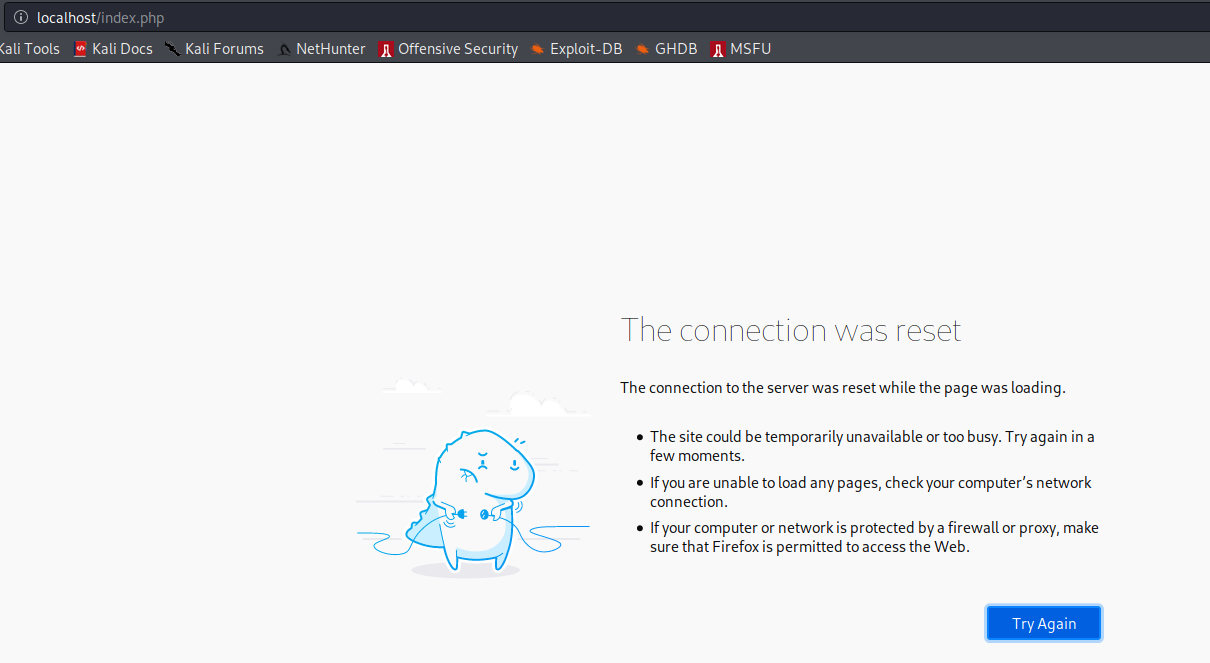 localhost/index.php
Kali Tools Kali Docs Kali Forums NetHunter Offensive Security Exploit-DB GHDB MSFU
The connection was reset
The connection to the server was reset while the page was loading.
The site could be temporarily unavailable or too busy. Try again in a
few moments.
If you are unable to load any pages, check your computer’s network
connection.
If your computer or network is protected by a firewall or proxy, make
sure that Firefox is permitted to access the Web.
Try Again